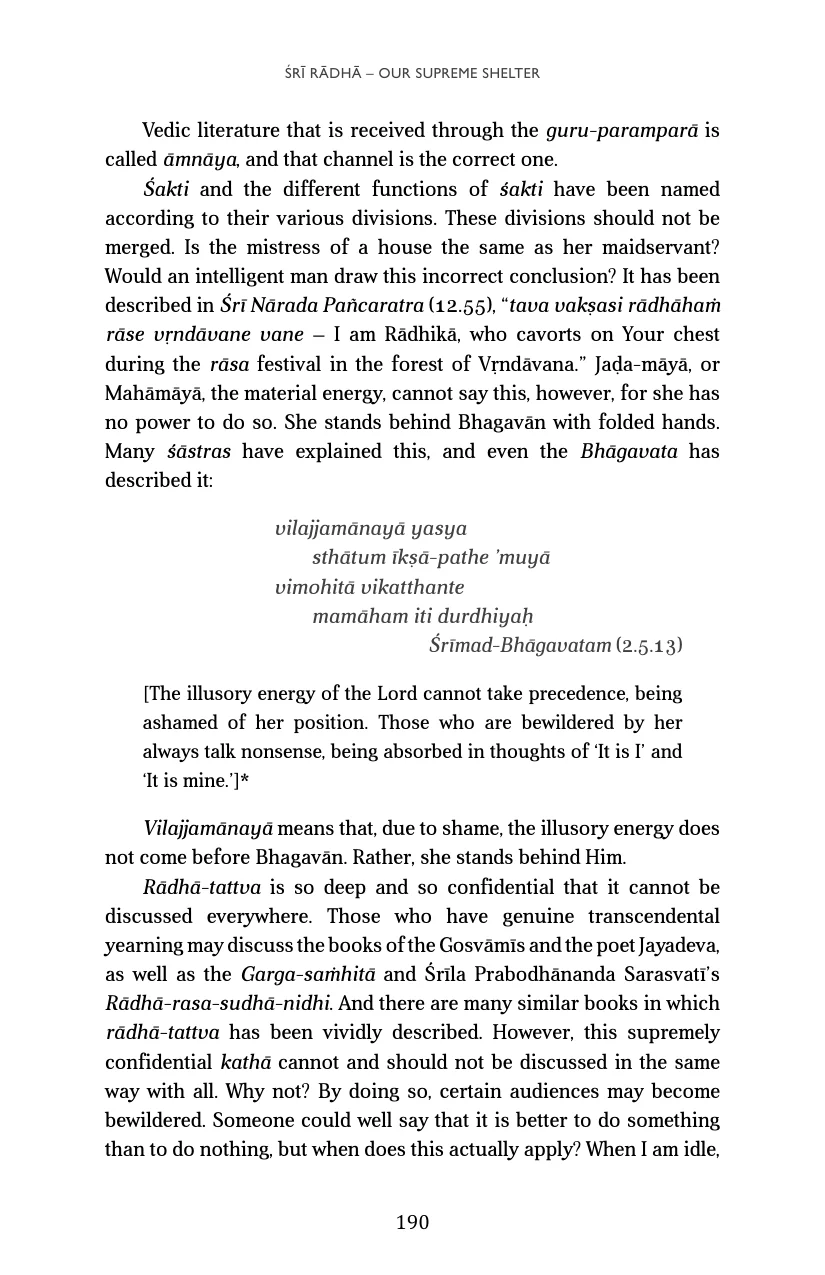 ŚRĪ RĀDHĀ – OUR SUPREME SHELTER
Vedic literature that is received through the guru-paramparā is
called āmnāya, and that channel is the correct one.
Śakti and the different functions of śakti have been named
according to their various divisions. These divisions should not be
merged. Is the mistress of a house the same as her maidservant?
Would an intelligent man draw this incorrect conclusion? It has been
described in Śrī Nārada Pañcaratra (12.55), “tava vakṣasi rādhāhaṁ
rāse vṛndāvane vane – I am Rādhikā, who cavorts on Your chest
during the rāsa festival in the forest of Vṛndāvana.” Jaḍa-māyā, or
Mahāmāyā, the material energy, cannot say this, however, for she has
no power to do so. She stands behind Bhagavān with folded hands.
Many śāstras have explained this, and even the Bhāgavata has
described it:
vilajjamānayā yasya
sthātum īkṣā-pathe ’muyā
vimohitā vikatthante
mamāham iti durdhiyaḥ
Śrīmad-Bhāgavatam (2.5.13)
[The illusory energy of the Lord cannot take precedence, being
ashamed of her position. Those who are bewildered by her
always talk nonsense, being absorbed in thoughts of ‘It is I’ and
‘It is mine.’]*
Vilajjamānayā means that, due to shame, the illusory energy does
not come before Bhagavān. Rather, she stands behind Him.
Rādhā-tattva is so deep and so confidential that it cannot be
discussed everywhere. Those who have genuine transcendental
yearning may discuss the books of the Gosvāmīs and the poet Jayadeva,
as well as the Garga-saṁhitā and Śrīla Prabodhānanda Sarasvatī’s
Rādhā-rasa-sudhā-nidhi. And there are many similar books in which
rādhā-tattva has been vividly described. However, this supremely
confidential kathā cannot and should not be discussed in the same
way with all. Why not? By doing so, certain audiences may become
bewildered. Someone could well say that it is better to do something
than to do nothing, but when does this actually apply? When I am idle,
190